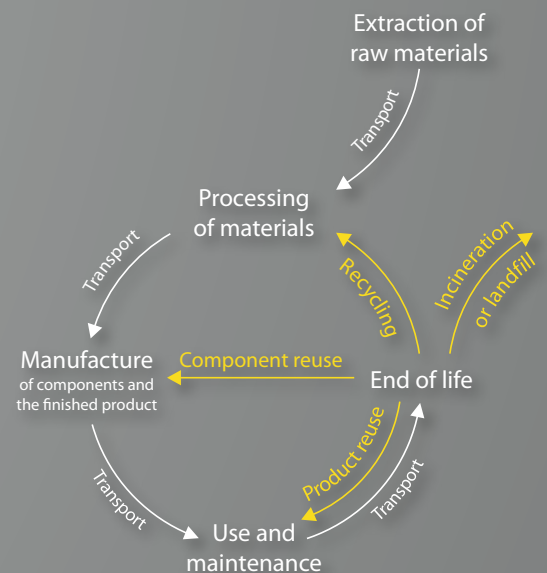 Extraction of
raw materials
Transport
Processing
of materials
Transport
Recycling
Incineration
or landfill
Manufacture
of components and
the finished product
Component reuse
End of life
Product reuse
Transport
Transport
Use and
maintenance